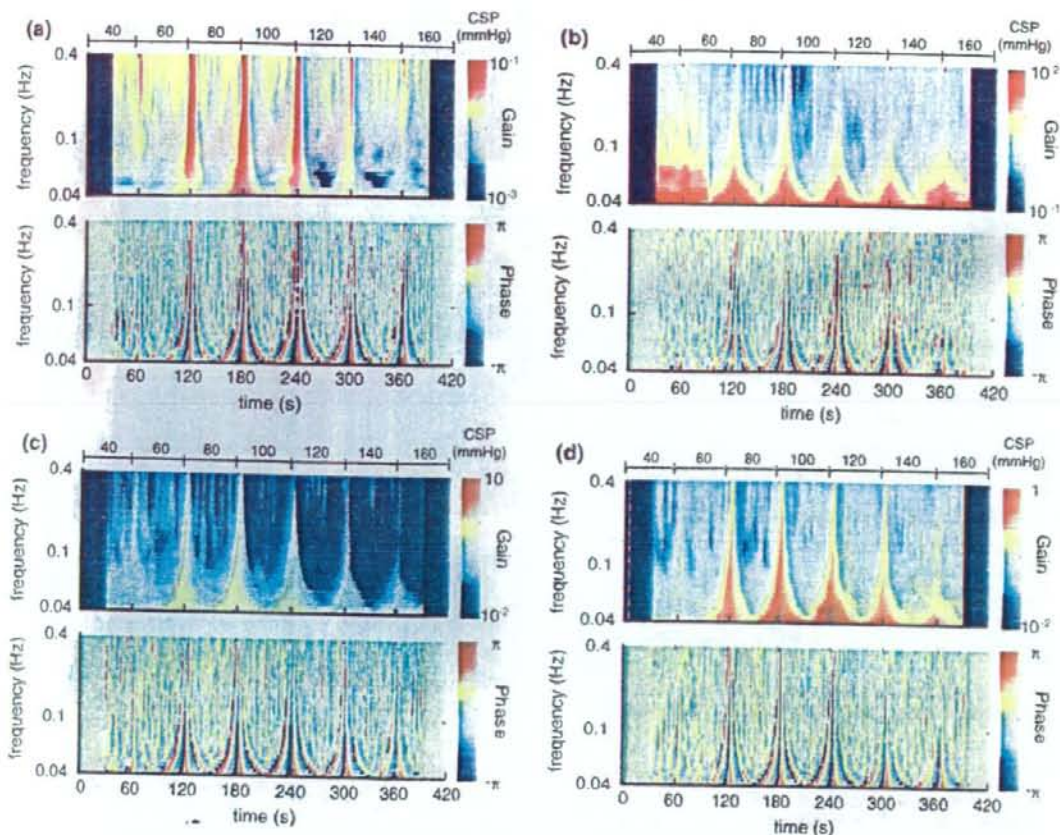 (a)
40 60 80 100 120 140 160
CSP
(mmHg)
0.4
0.1
0.04
frequency (Hz)
70 90 110 130 150
10⁻¹
Gain
10⁻³
0.4
0.1
0.04
frequency (Hz)
π
Phase
-π
0 60 120 180 240 300 360 420
time (s)
(b)
40 60 80 100 120 140 160
CSP
(mmHg)
0.4
0.1
0.04
frequency (Hz)
10²
Gain
10⁻¹
0.4
0.1
0.04
frequency (Hz)
π
Phase
-π
0 60 120 180 240 300 360 420
time (s)
(c)
40 60 80 100 120 140 160
CSP
(mmHg)
0.4
0.1
0.04
frequency (Hz)
10
Gain
10⁻²
0.4
0.1
0.04
frequency (Hz)
π
Phase
-π
0 60 120 180 240 300 360 420
time (s)
(d)
40 60 80 100 120 140 160
CSP
(mmHg)
0.4
0.1
0.04
frequency (Hz)
1
Gain
10⁻²
0.4
0.1
0.04
frequency (Hz)
π
Phase
-π
0 60 120 180 240 300 360 420
time (s)